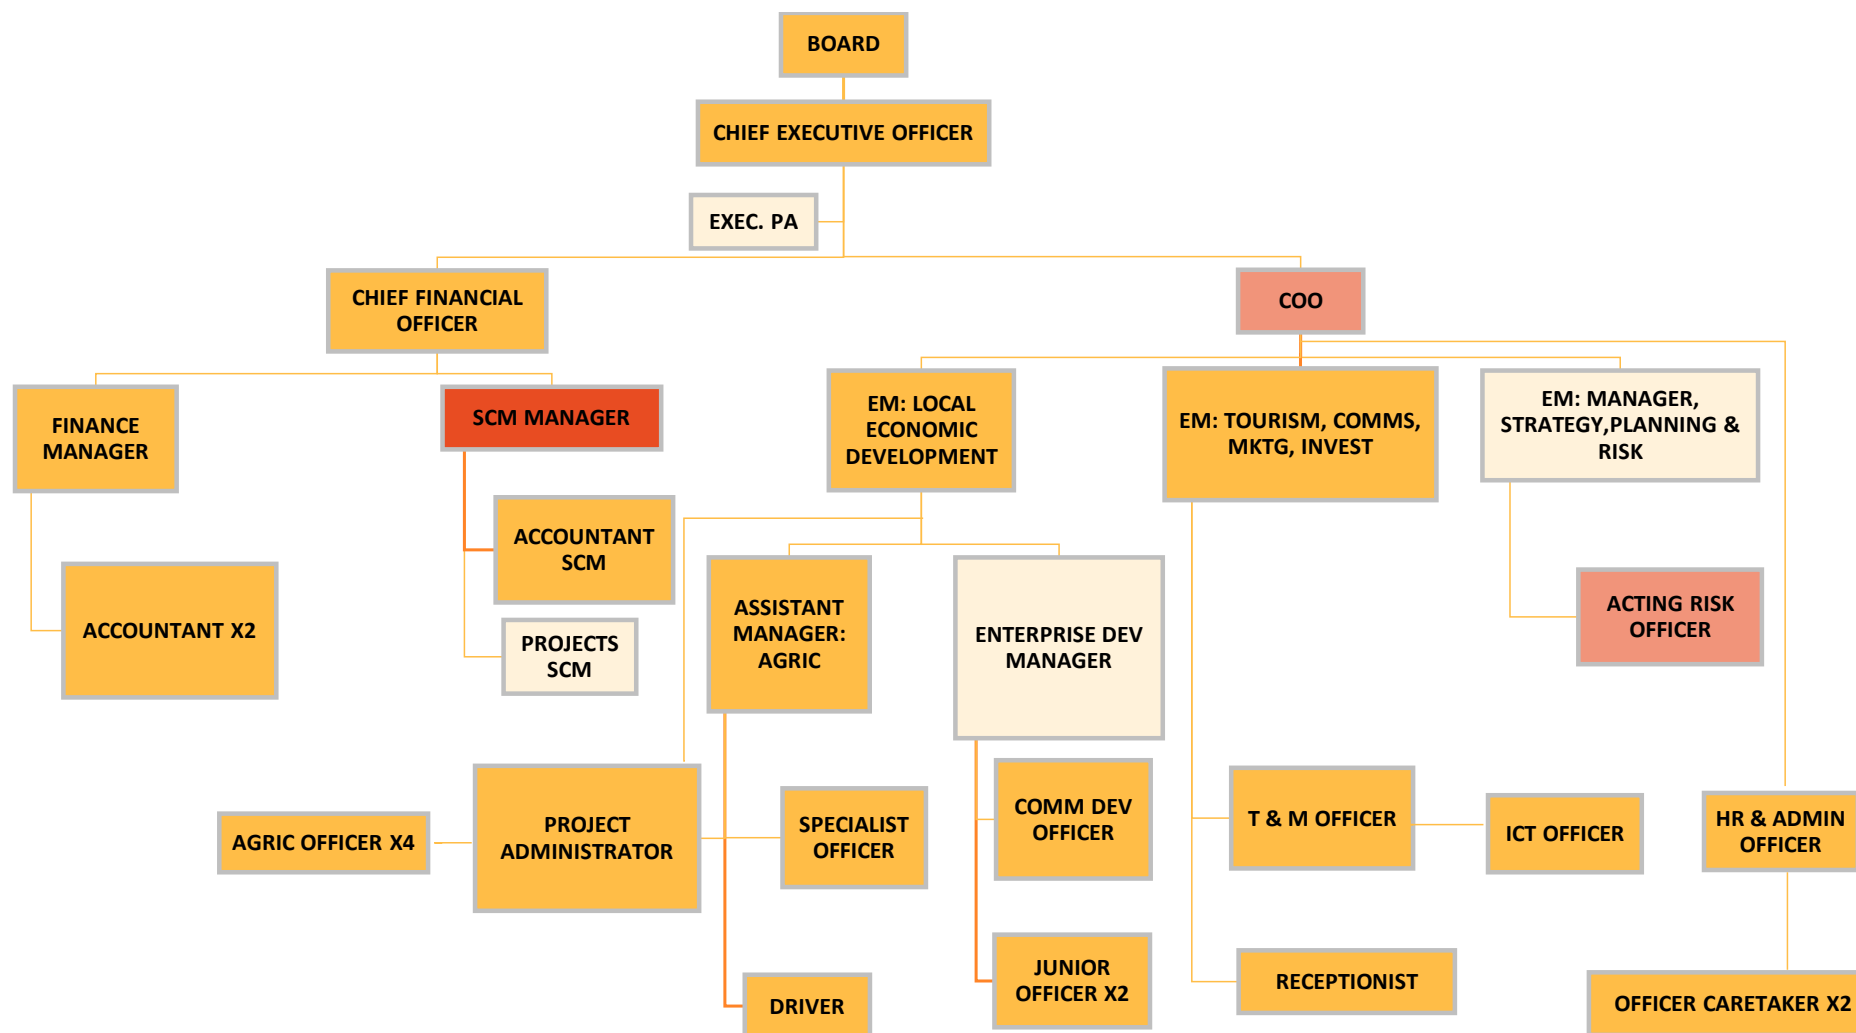 BOARD
CHIEF EXECUTIVE OFFICER
EXEC. PA
CHIEF FINANCIAL
OFFICER
COO
FINANCE
MANAGER
SCM MANAGER
EM: LOCAL
ECONOMIC
DEVELOPMENT
EM: TOURISM, COMMS,
MKTG, INVEST
EM: MANAGER,
STRATEGY,PLANNING &
RISK
ACCOUNTANT
SCM
ACCOUNTANT X2
PROJECTS
SCM
ASSISTANT
MANAGER:
AGRIC
ENTERPRISE DEV
MANAGER
ACTING RISK
OFFICER
AGRIC OFFICER X4
PROJECT
ADMINISTRATOR
SPECIALIST
OFFICER
COMM DEV
OFFICER
T & M OFFICER
ICT OFFICER
HR & ADMIN
OFFICER
DRIVER
JUNIOR
OFFICER X2
RECEPTIONIST
OFFICER CARETAKER X2